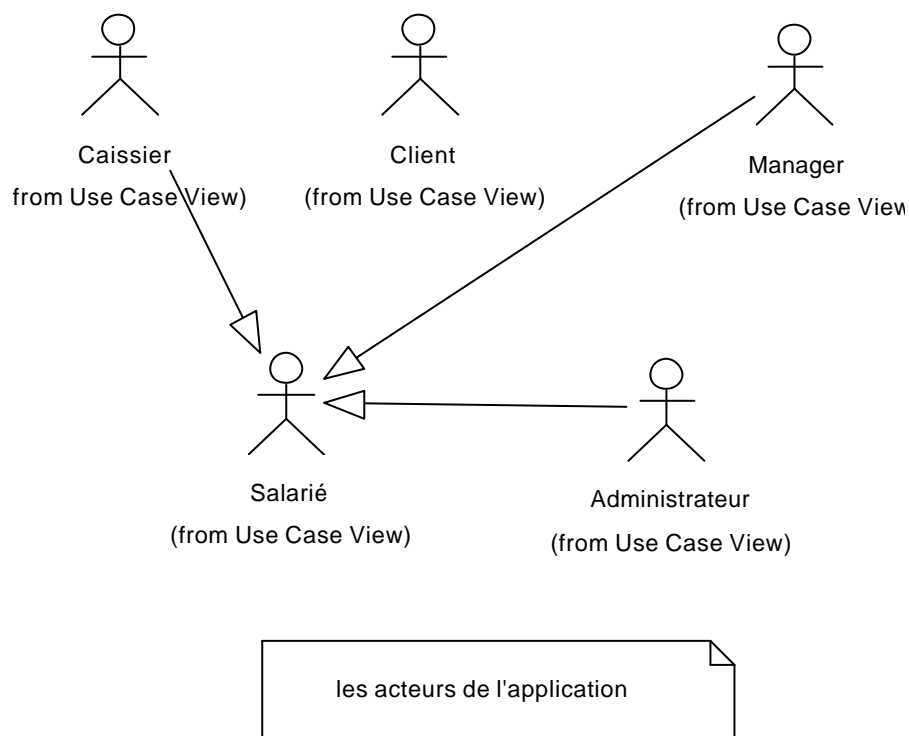 Caissier
from Use Case View)
Client
(from Use Case View)
Manager
(from Use Case View
Salarié
(from Use Case View)
Administrateur
(from Use Case View)
les acteurs de l'application